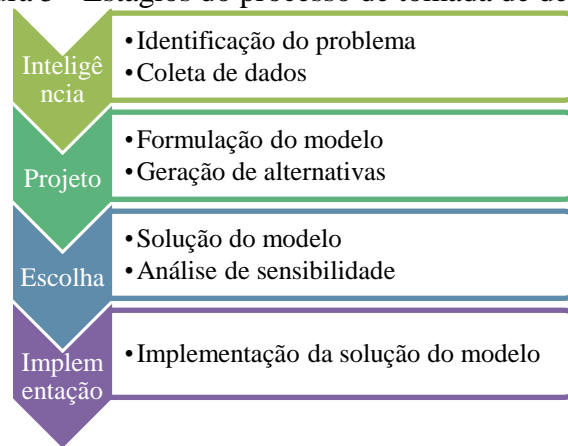 Estágios do processo de tomada de de
Inteligê
ncia
•Identificação do problema
•Coleta de dados
Projeto
•Formulação do modelo
•Geração de alternativas
Escolha
•Solução do modelo
•Análise de sensibilidade
Implem
entação
•Implementação da solução do modelo